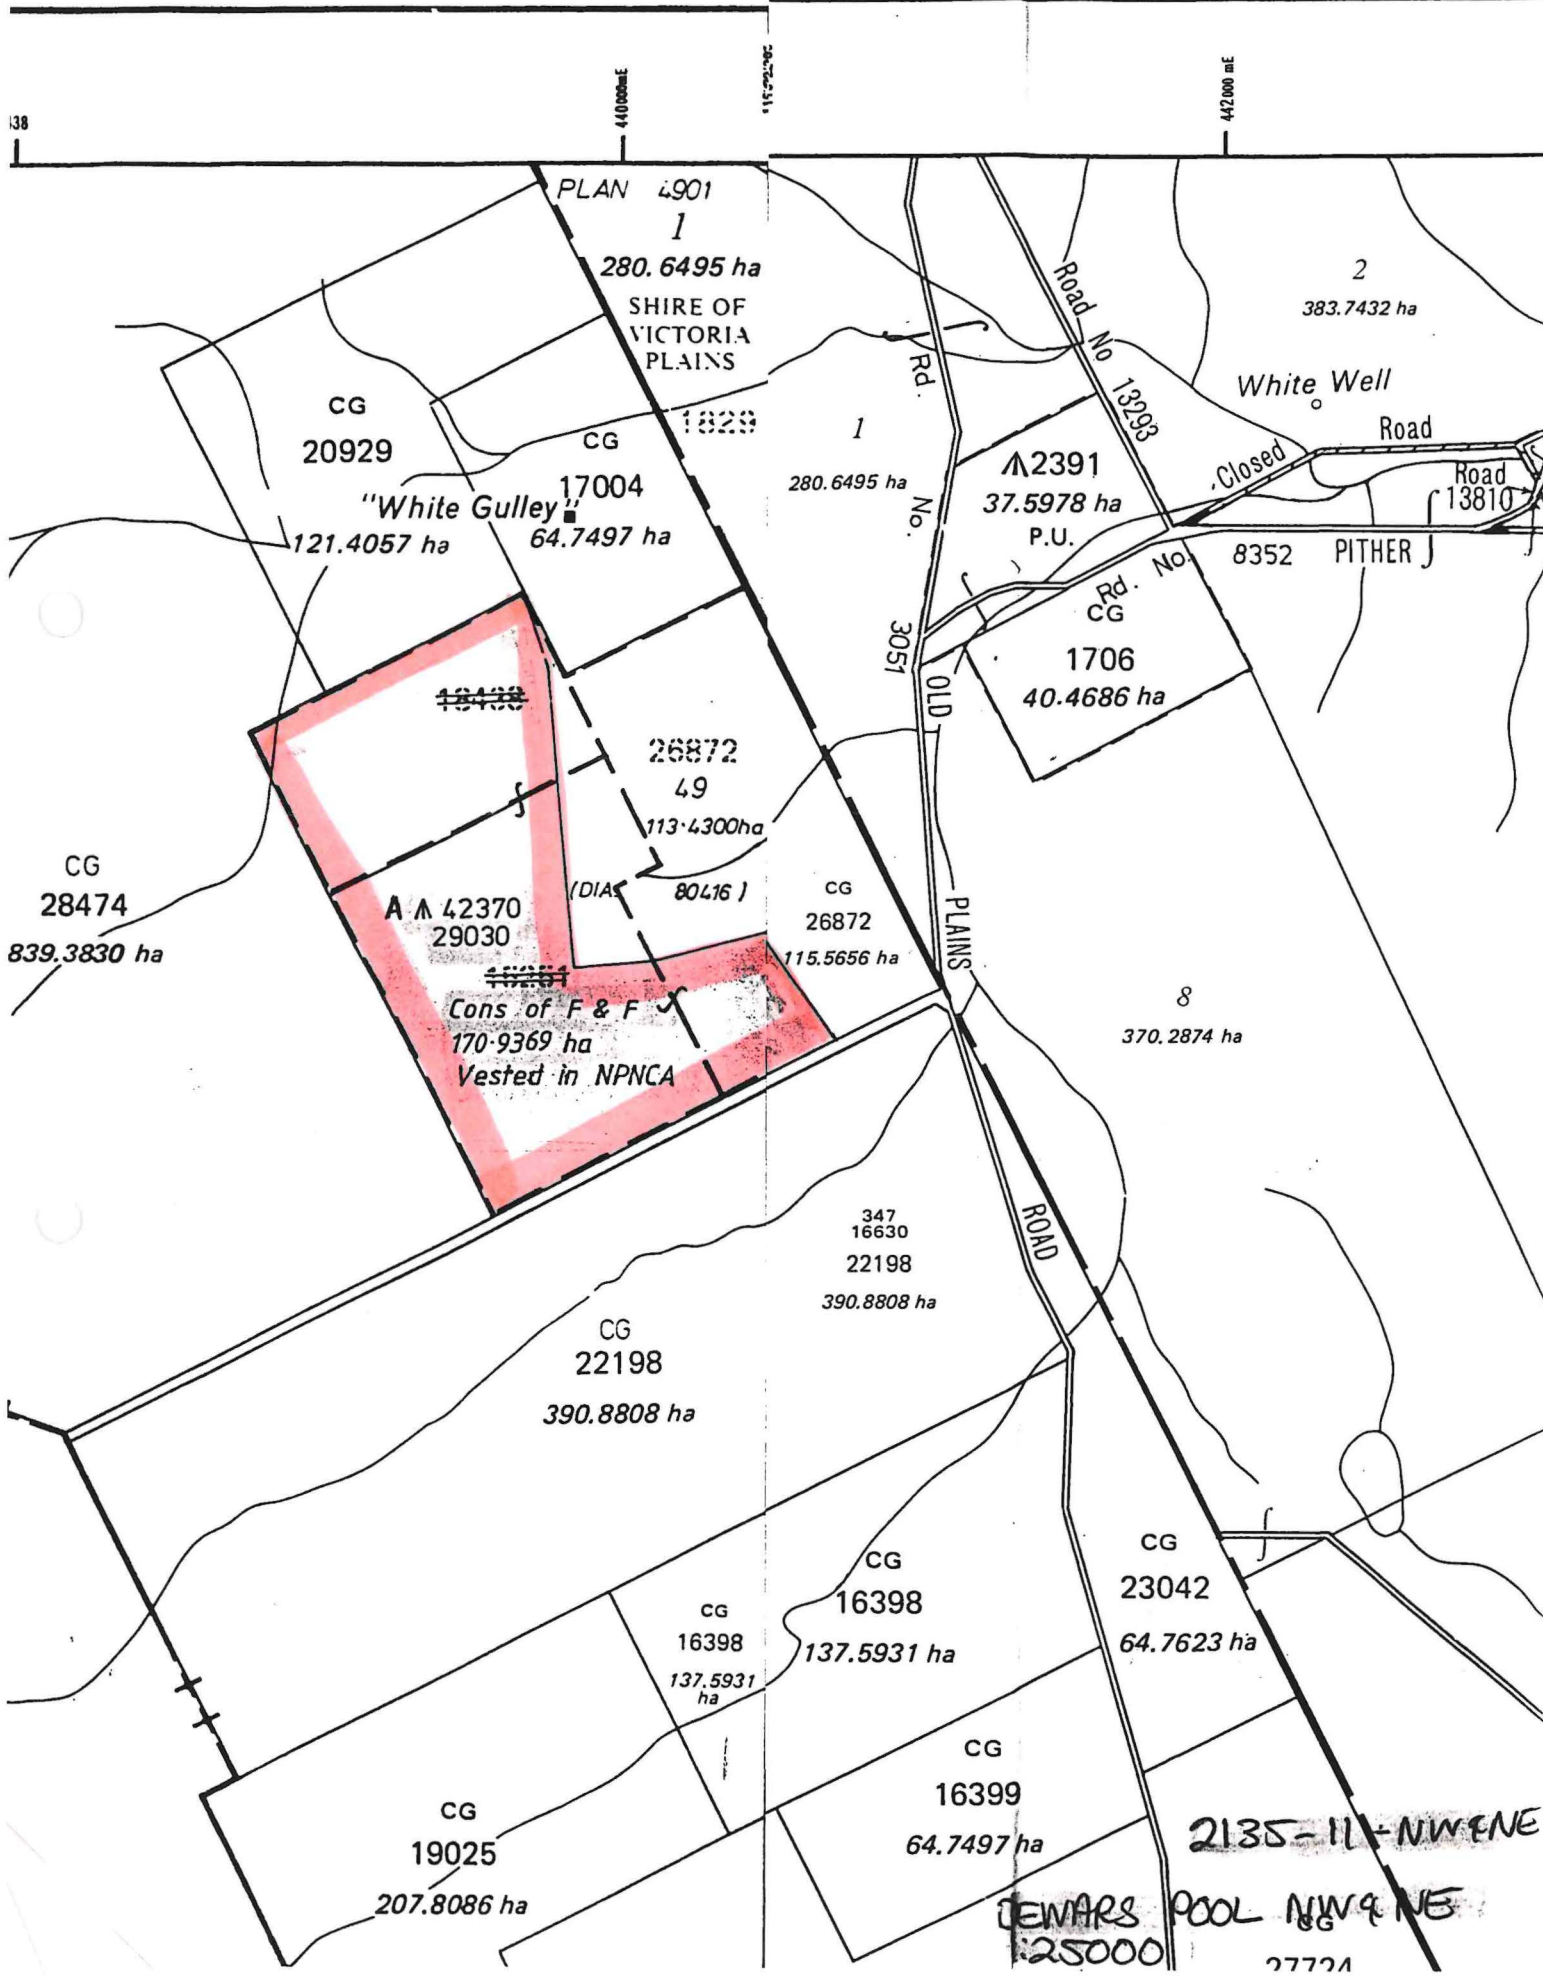 440000mE
442000 mE
PLAN 4901
1
280.6495 ha
SHIRE OF
VICTORIA
PLAINS
1829
CG
20929
121.4057 ha
"White Gulley"
CG
17004
64.7497 ha
Road No 13293
2
383.7432 ha
White Well
Closed Road
Road
13810
1
280.6495 ha
Rd. No. 3051
2391
37.5978 ha
P.U.
Rd. No. 8352
PITHER
CG
1706
40.4686 ha
18438
26872
49
113.4300ha
(DIA. 80416)
CG
28474
839.3830 ha
A 42370
29030
Cons of F & F
170.9369 ha
Vested in NPNCA
CG
26872
115.5656 ha
OLD PLAINS ROAD
8
370.2874 ha
347
16630
22198
390.8808 ha
CG
22198
390.8808 ha
CG
16398
137.5931
ha
CG
16398
137.5931 ha
CG
23042
64.7623 ha
CG
16399
64.7497 ha
CG
19025
207.8086 ha
2135-11-NW&NE
DEWARS POOL NW & NE
1:25000
CG
27724